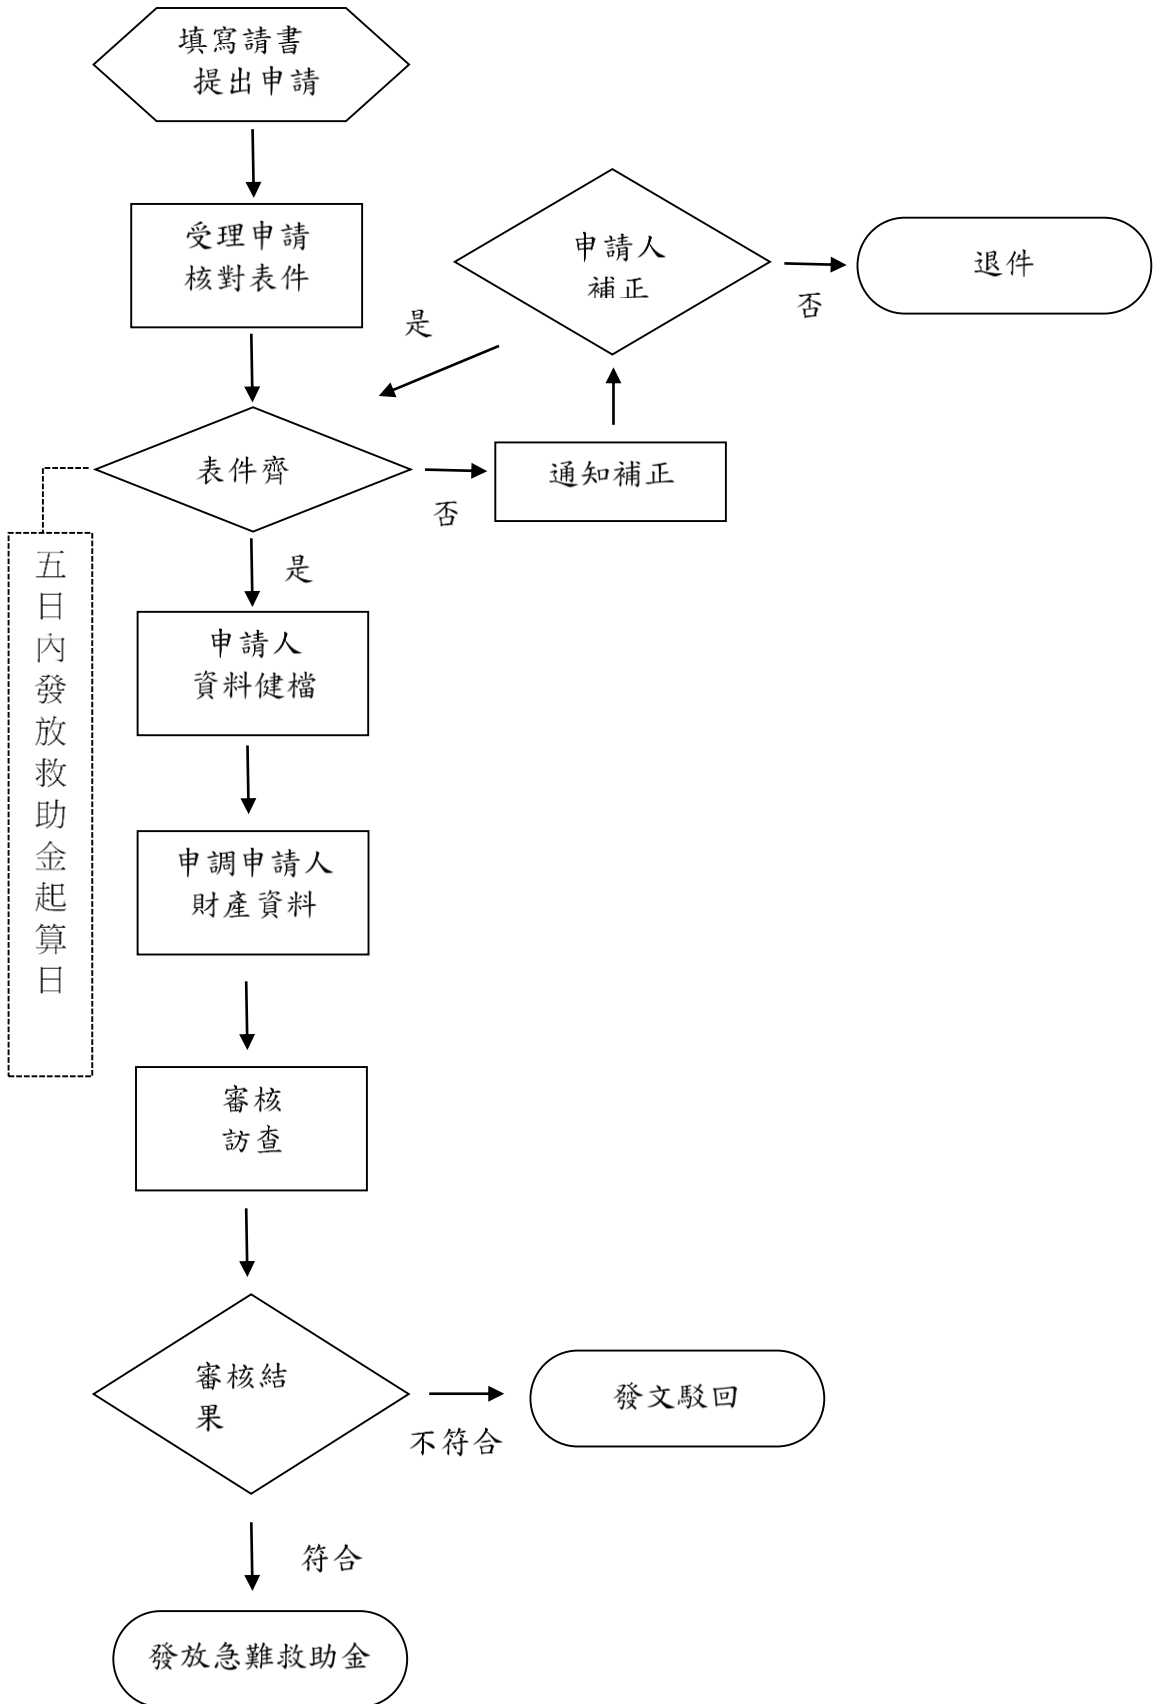 填寫請書
提出申請
受理申請
核對表件
申請人
補正
退件
否
是
表件齊
通知補正
否
是
五日內發放救助金起算日
申請人
資料健檔
申調申請人
財產資料
審核
訪查
審核結
果
發文駁回
不符合
符合
發放急難救助金